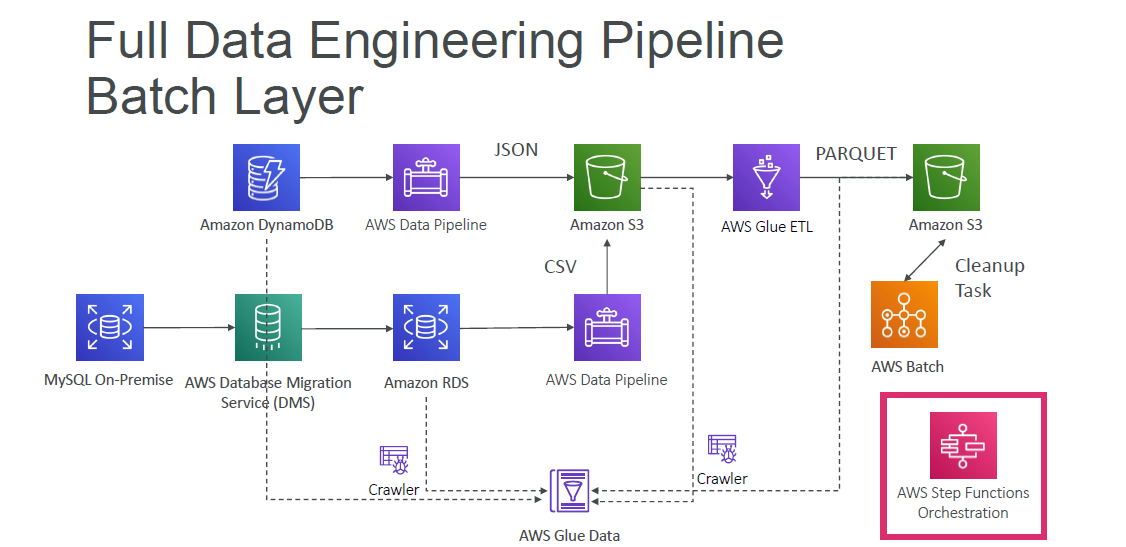 Full Data Engineering Pipeline
Batch Layer
JSON
PARQUET
Amazon DynamoDB
AWS Data Pipeline
Amazon S3
AWS Glue ETL
Amazon S3
CSV
Cleanup
Task
MySQL On-Premise
AWS Database Migration
Service (DMS)
Amazon RDS
AWS Data Pipeline
AWS Batch
Crawler
Crawler
AWS Glue Data
AWS Step Functions
Orchestration